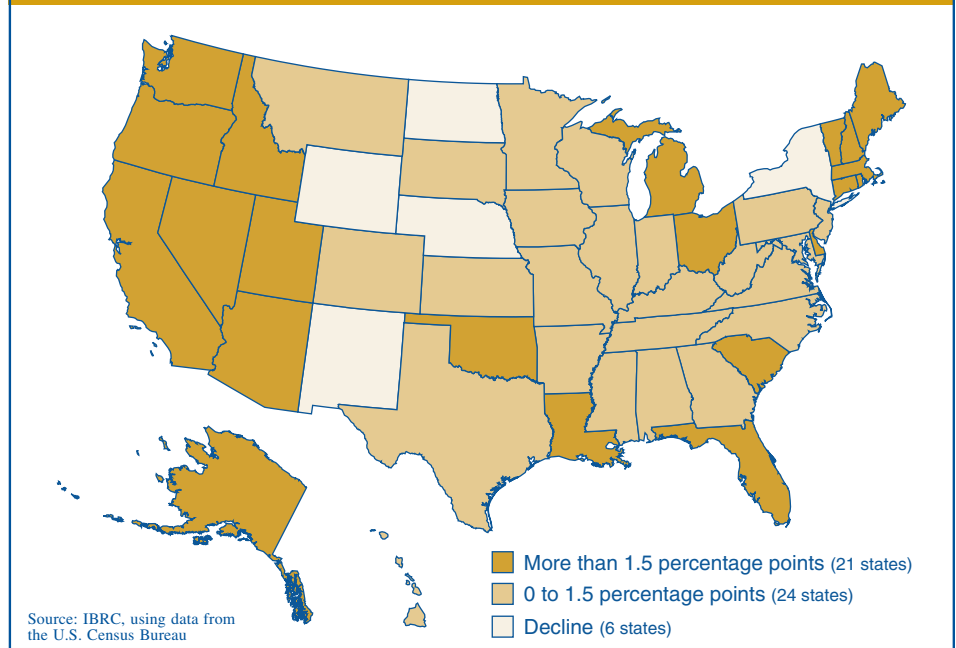 More than 1.5 percentage points (21 states)
0 to 1.5 percentage points (24 states)
Decline (6 states)
Source: IBRC, using data from
the U.S. Census Bureau